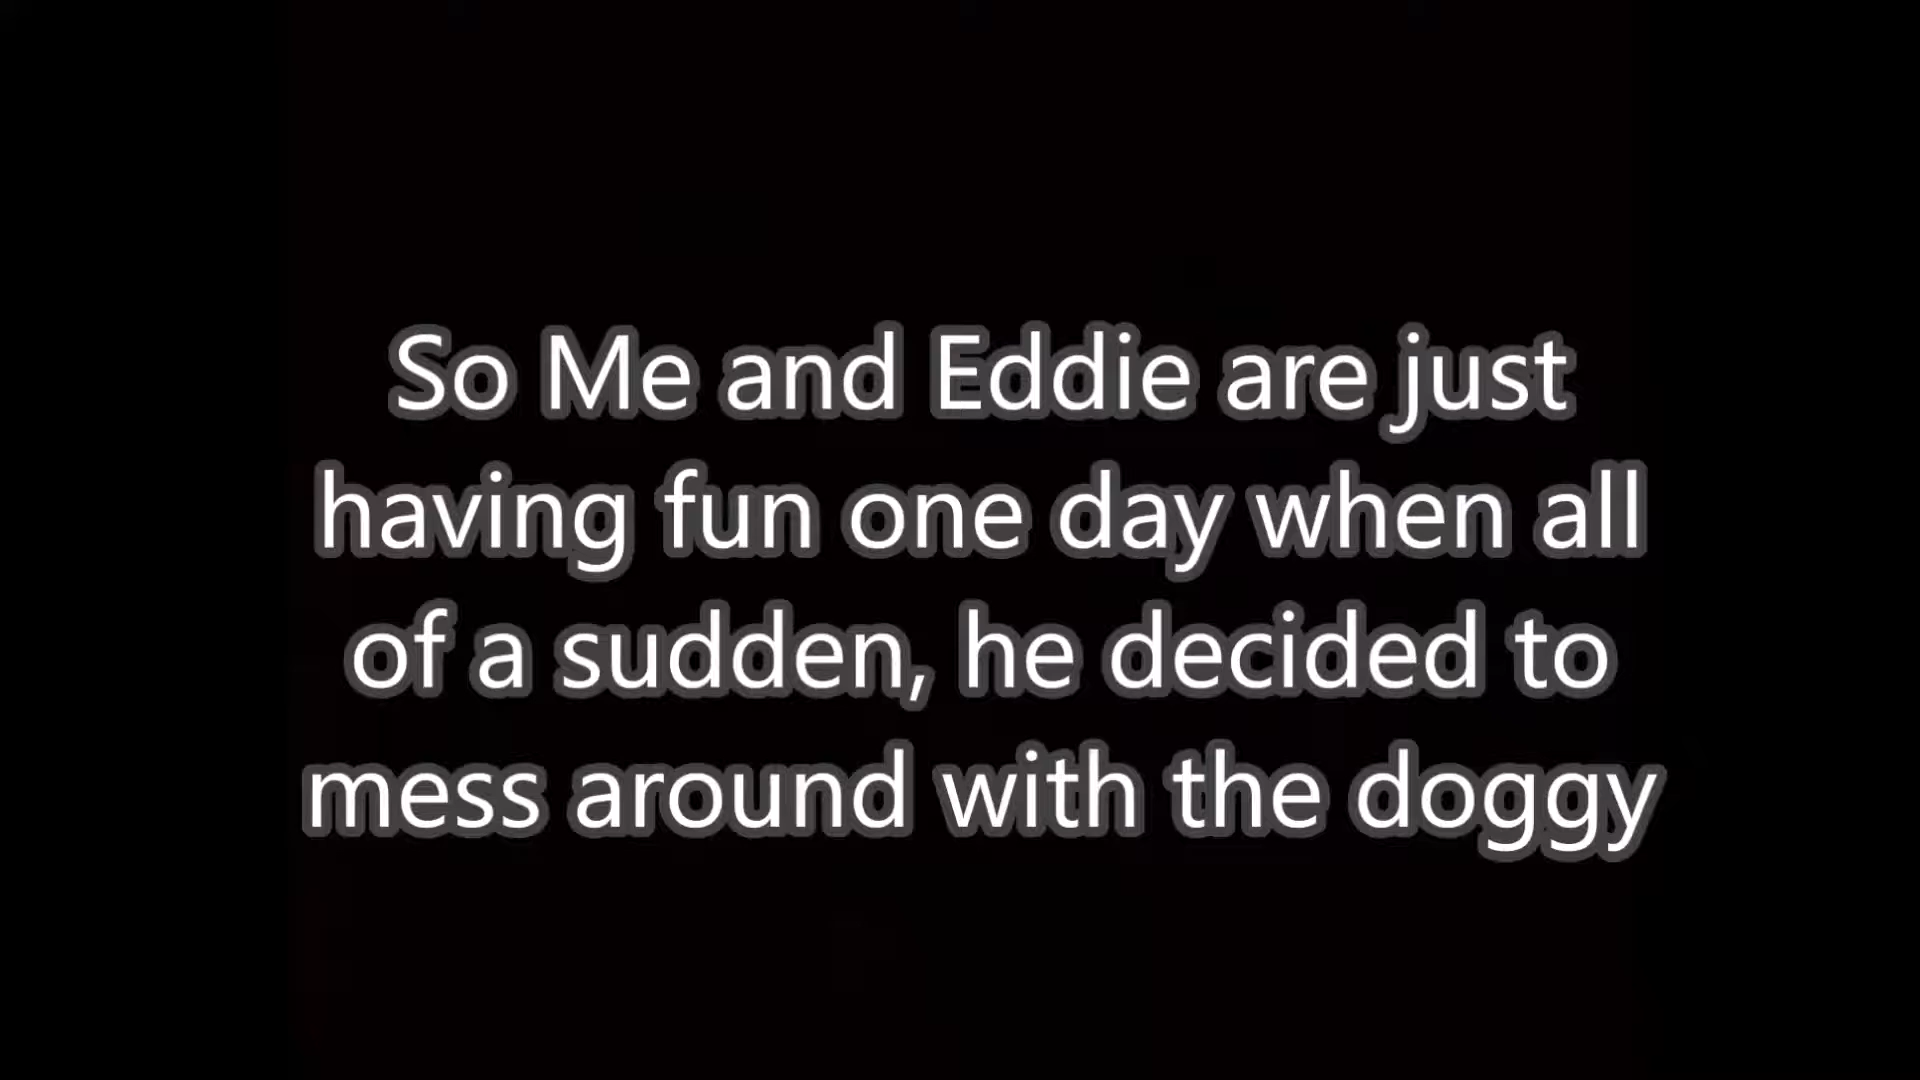 So Me and Eddie are just
having fun one day when all
of a sudden, he decided to
mess around with the doggy